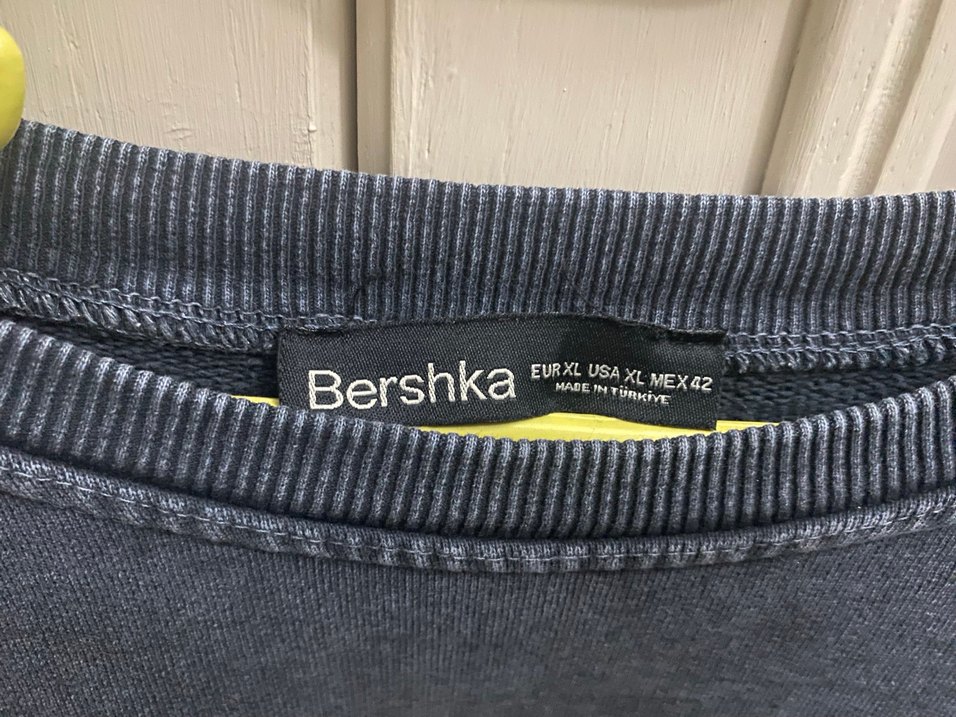 Bershka
EUR XL USA XL MEX 42
MADE IN TÜRKİYE